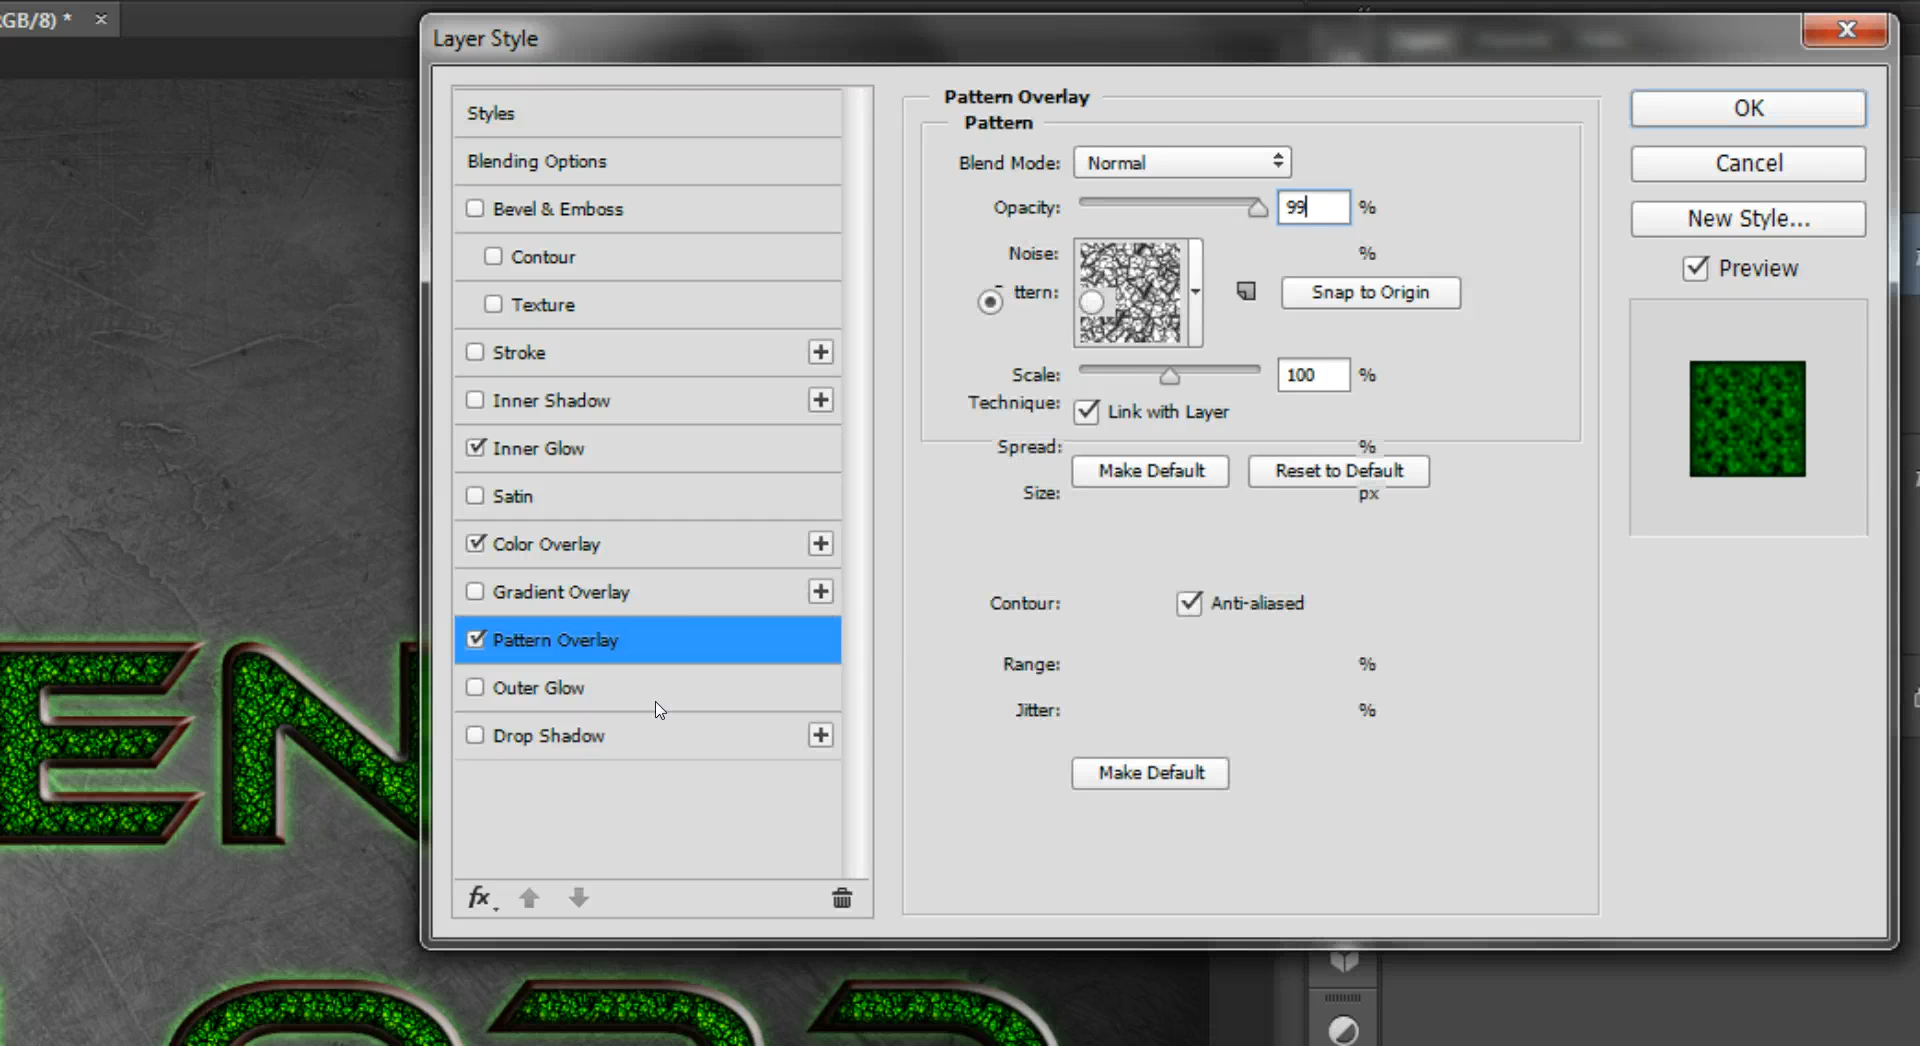 RGB/8) * ×
Layer Style
Styles
Blending Options
Bevel & Emboss
Contour
Texture
Stroke
Inner Shadow
Inner Glow
Satin
Color Overlay
Gradient Overlay
Pattern Overlay
Outer Glow
Drop Shadow
fx
Pattern Overlay
Pattern
Blend Mode: Normal
Opacity: 99 %
Noise: %
ttern: Snap to Origin
Scale: 100 %
Technique: Link with Layer
Spread: %
Make Default Reset to Default
Size: px
Contour: Anti-aliased
Range: %
Jitter: %
Make Default
OK
Cancel
New Style...
Preview
EN